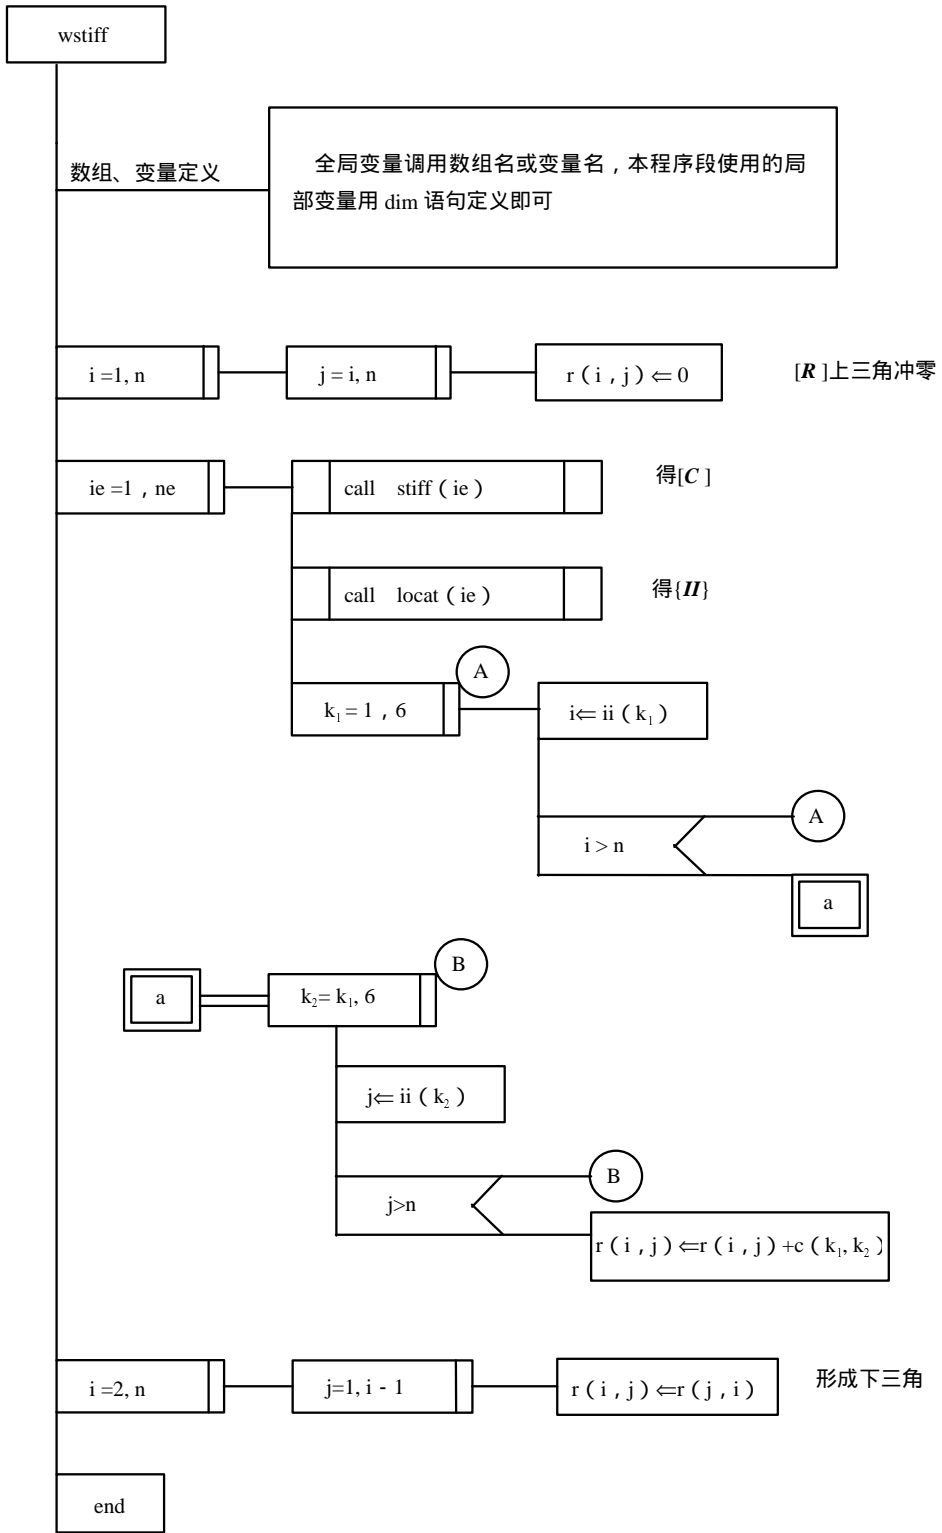 wstiff
数组、变量定义
全局变量调用数组名或变量名，本程序段使用的局
部变量用 dim 语句定义即可
i =1, n
j = i, n
r（i，j）⇐ 0
[R ]上三角冲零
ie =1，ne
call stiff（ie）
得[C ]
call locat（ie）
得{II}
A
k₁ = 1，6
i⇐ ii（k₁）
A
i > n
a
B
a
k₂= k₁, 6
j⇐ ii（k₂）
B
j>n
r（i，j）⇐r（i，j）+c（k₁, k₂）
i =2, n
j=1, i - 1
r（i，j）⇐r（j，i）
形成下三角
end